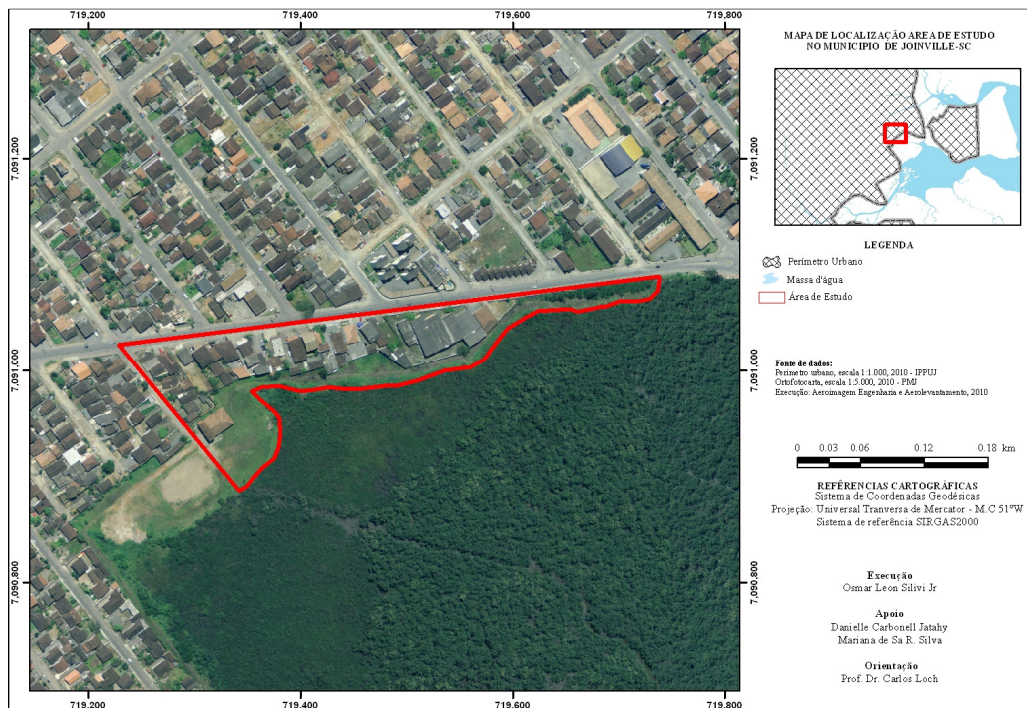 719,200
719,400
719,600
719,800
7,091,200
7,091,000
7,090,800
7,091,200
7,091,000
7,090,800
719,200
719,400
719,600
719,800
MAPA DE LOCALIZAÇÃO AREA DE ESTUDO
NO MUNICIPIO DE JOINVILLE-SC
LEGENDA
Perímetro Urbano
Massa d'água
Área de Estudo
Fonte de dados:
Perímetro urbano, escala 1:1.000, 2010 - IPPUJ
Ortofotocarta, escala 1:5.000, 2010 - PMJ
Execução: Aeroimagem Engenharia e Aerolevantamento, 2010
0 0.03 0.06 0.12 0.18 km
REFÊRENCIAS CARTOGRÁFICAS
Sistema de Coordenadas Geodésicas
Projeção: Universal Tranversa de Mercator - M.C 51ºW
Sistema de referência SIRGAS2000
Execução
Osmar Leon Silivi Jr
Apoio
Danielle Carbonell Jatahy
Mariana de Sa R. Silva
Orientação
Prof. Dr. Carlos Loch